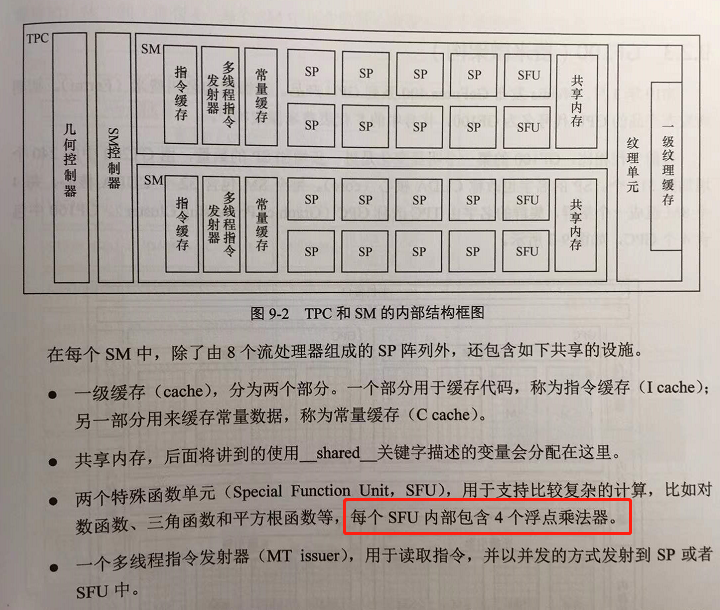 TPC
几何控制器
SM控制器
SM
指令缓存
多线程指令
发射器
常量缓存
SP SP SP SP SFU
SP SP SP SP SFU
共享内存
SM
指令缓存
多线程指令
发射器
常量缓存
SP SP SP SP SFU
SP SP SP SP SFU
共享内存
纹理单元
一级纹理缓存
图 9-2 TPC 和 SM 的内部结构框图
在每个 SM 中，除了由 8 个流处理器组成的 SP 阵列外，还包含如下共享的设施。
● 一级缓存（cache），分为两个部分。一个部分用于缓存代码，称为指令缓存（I cache）；
另一部分用来缓存常量数据，称为常量缓存（C cache）。
● 共享内存，后面将讲到的使用__shared__关键字描述的变量会分配在这里。
● 两个特殊函数单元（Special Function Unit，SFU），用于支持比较复杂的计算，比如对
数函数、三角函数和平方根函数等，每个 SFU 内部包含 4 个浮点乘法器。
● 一个多线程指令发射器（MT issuer），用于读取指令，并以并发的方式发射到 SP 或者
SFU 中。